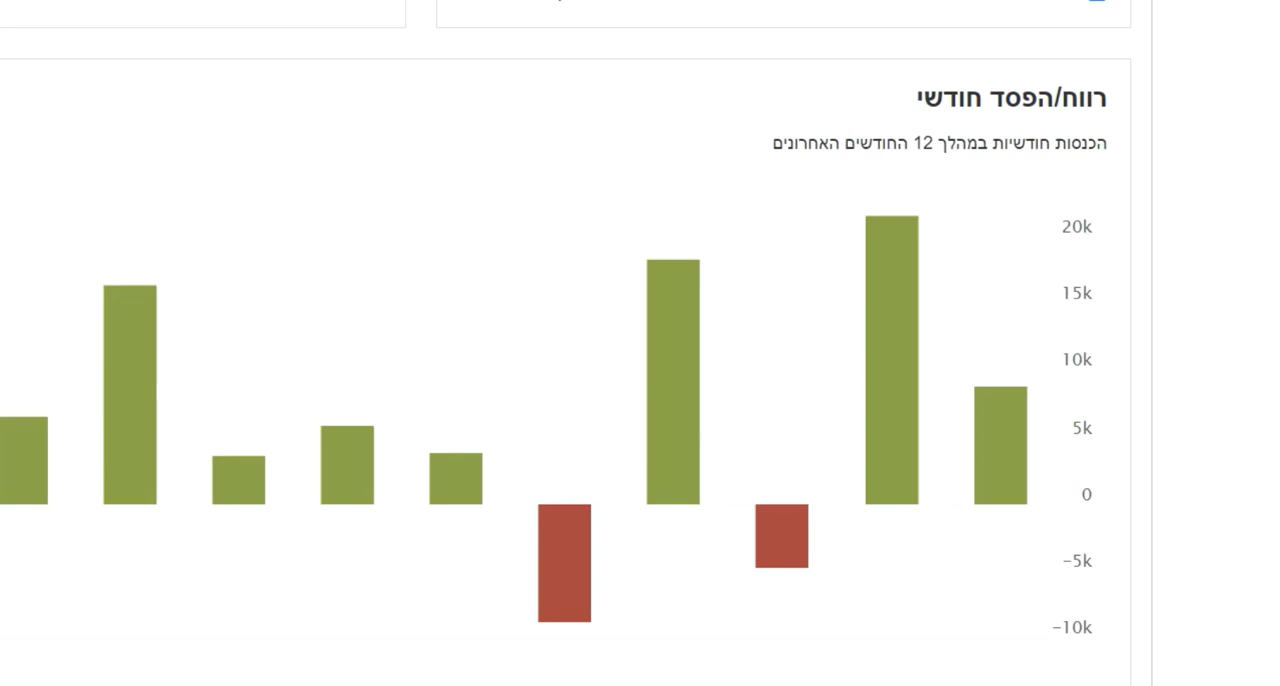 רווח/הפסד חודשי
הכנסות חודשיות במהלך 12 החודשים האחרונים
20k
15k
10k
5k
0
−5k
−10k